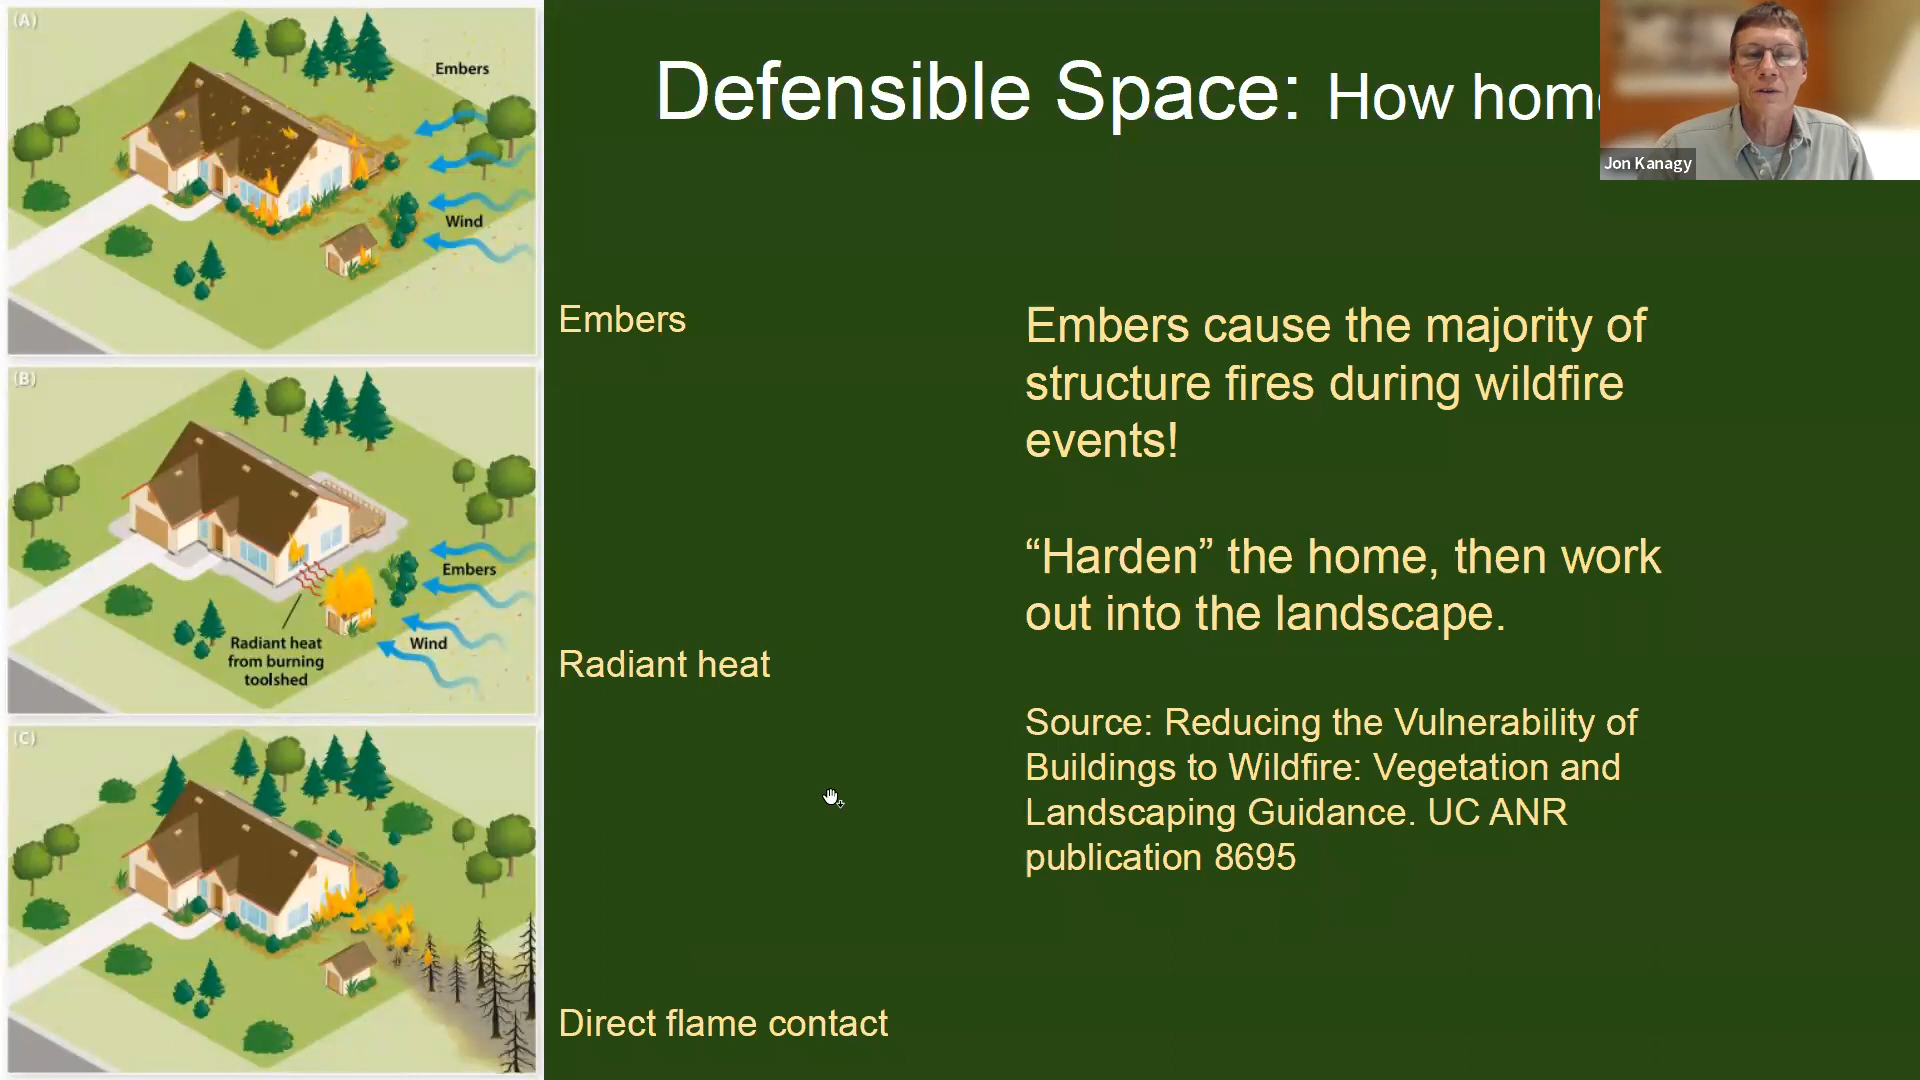 (A)
Embers
Wind
(B)
Embers
Wind
Radiant heat
from burning
toolshed
(C)
Defensible Space: How
Jon Kanagy
Embers
Radiant heat
Direct flame contact
Embers cause the majority of
structure fires during wildfire
events!
“Harden” the home, then work
out into the landscape.
Source: Reducing the Vulnerability of
Buildings to Wildfire: Vegetation and
Landscaping Guidance. UC ANR
publication 8695